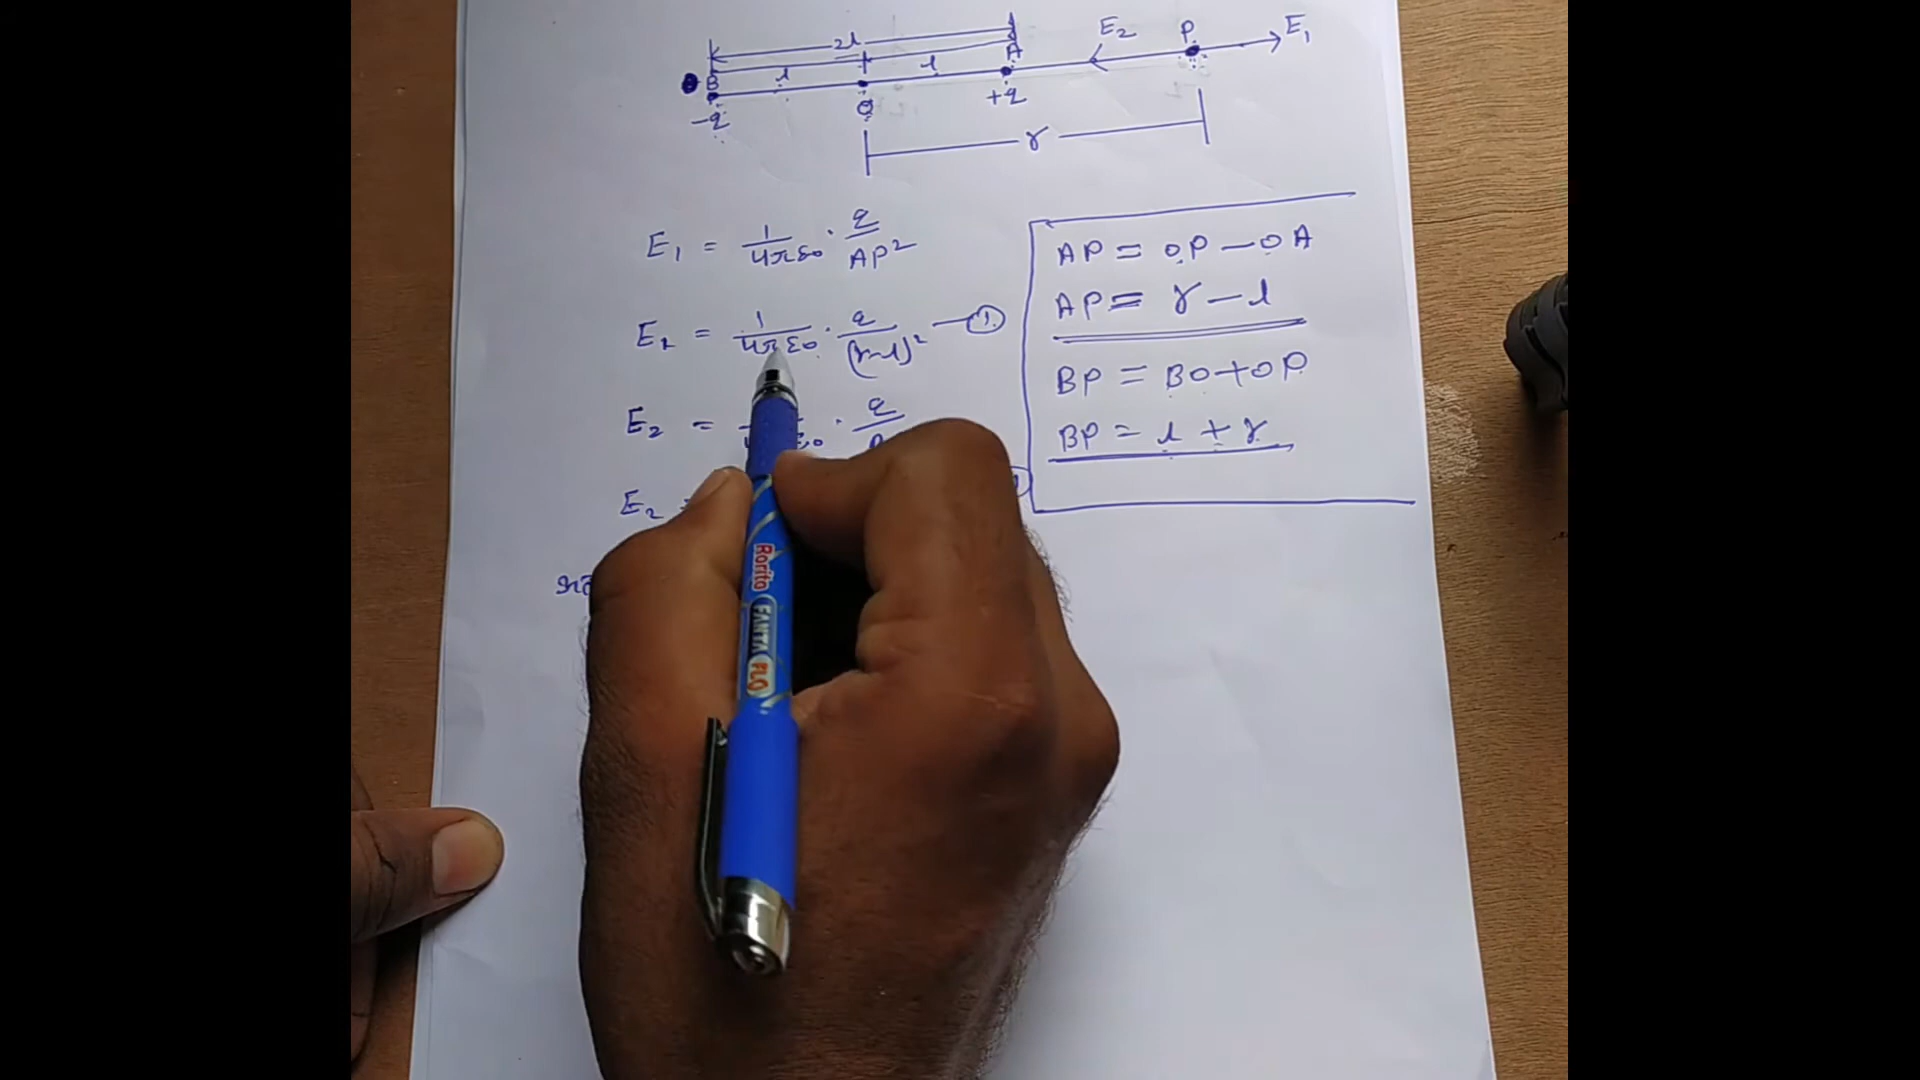 2l
l l
B A E₂ P E₁
-q O +q
r
E₁ = 1/4πε₀ · q/AP²
E₁ = 1/4πε₀ · q/(r-l)² — ①
E₂ = · q/
E₂
AP = OP - OA
AP = r - l
BP = BO + OP
BP = l + r
Rorito FANTA FLO